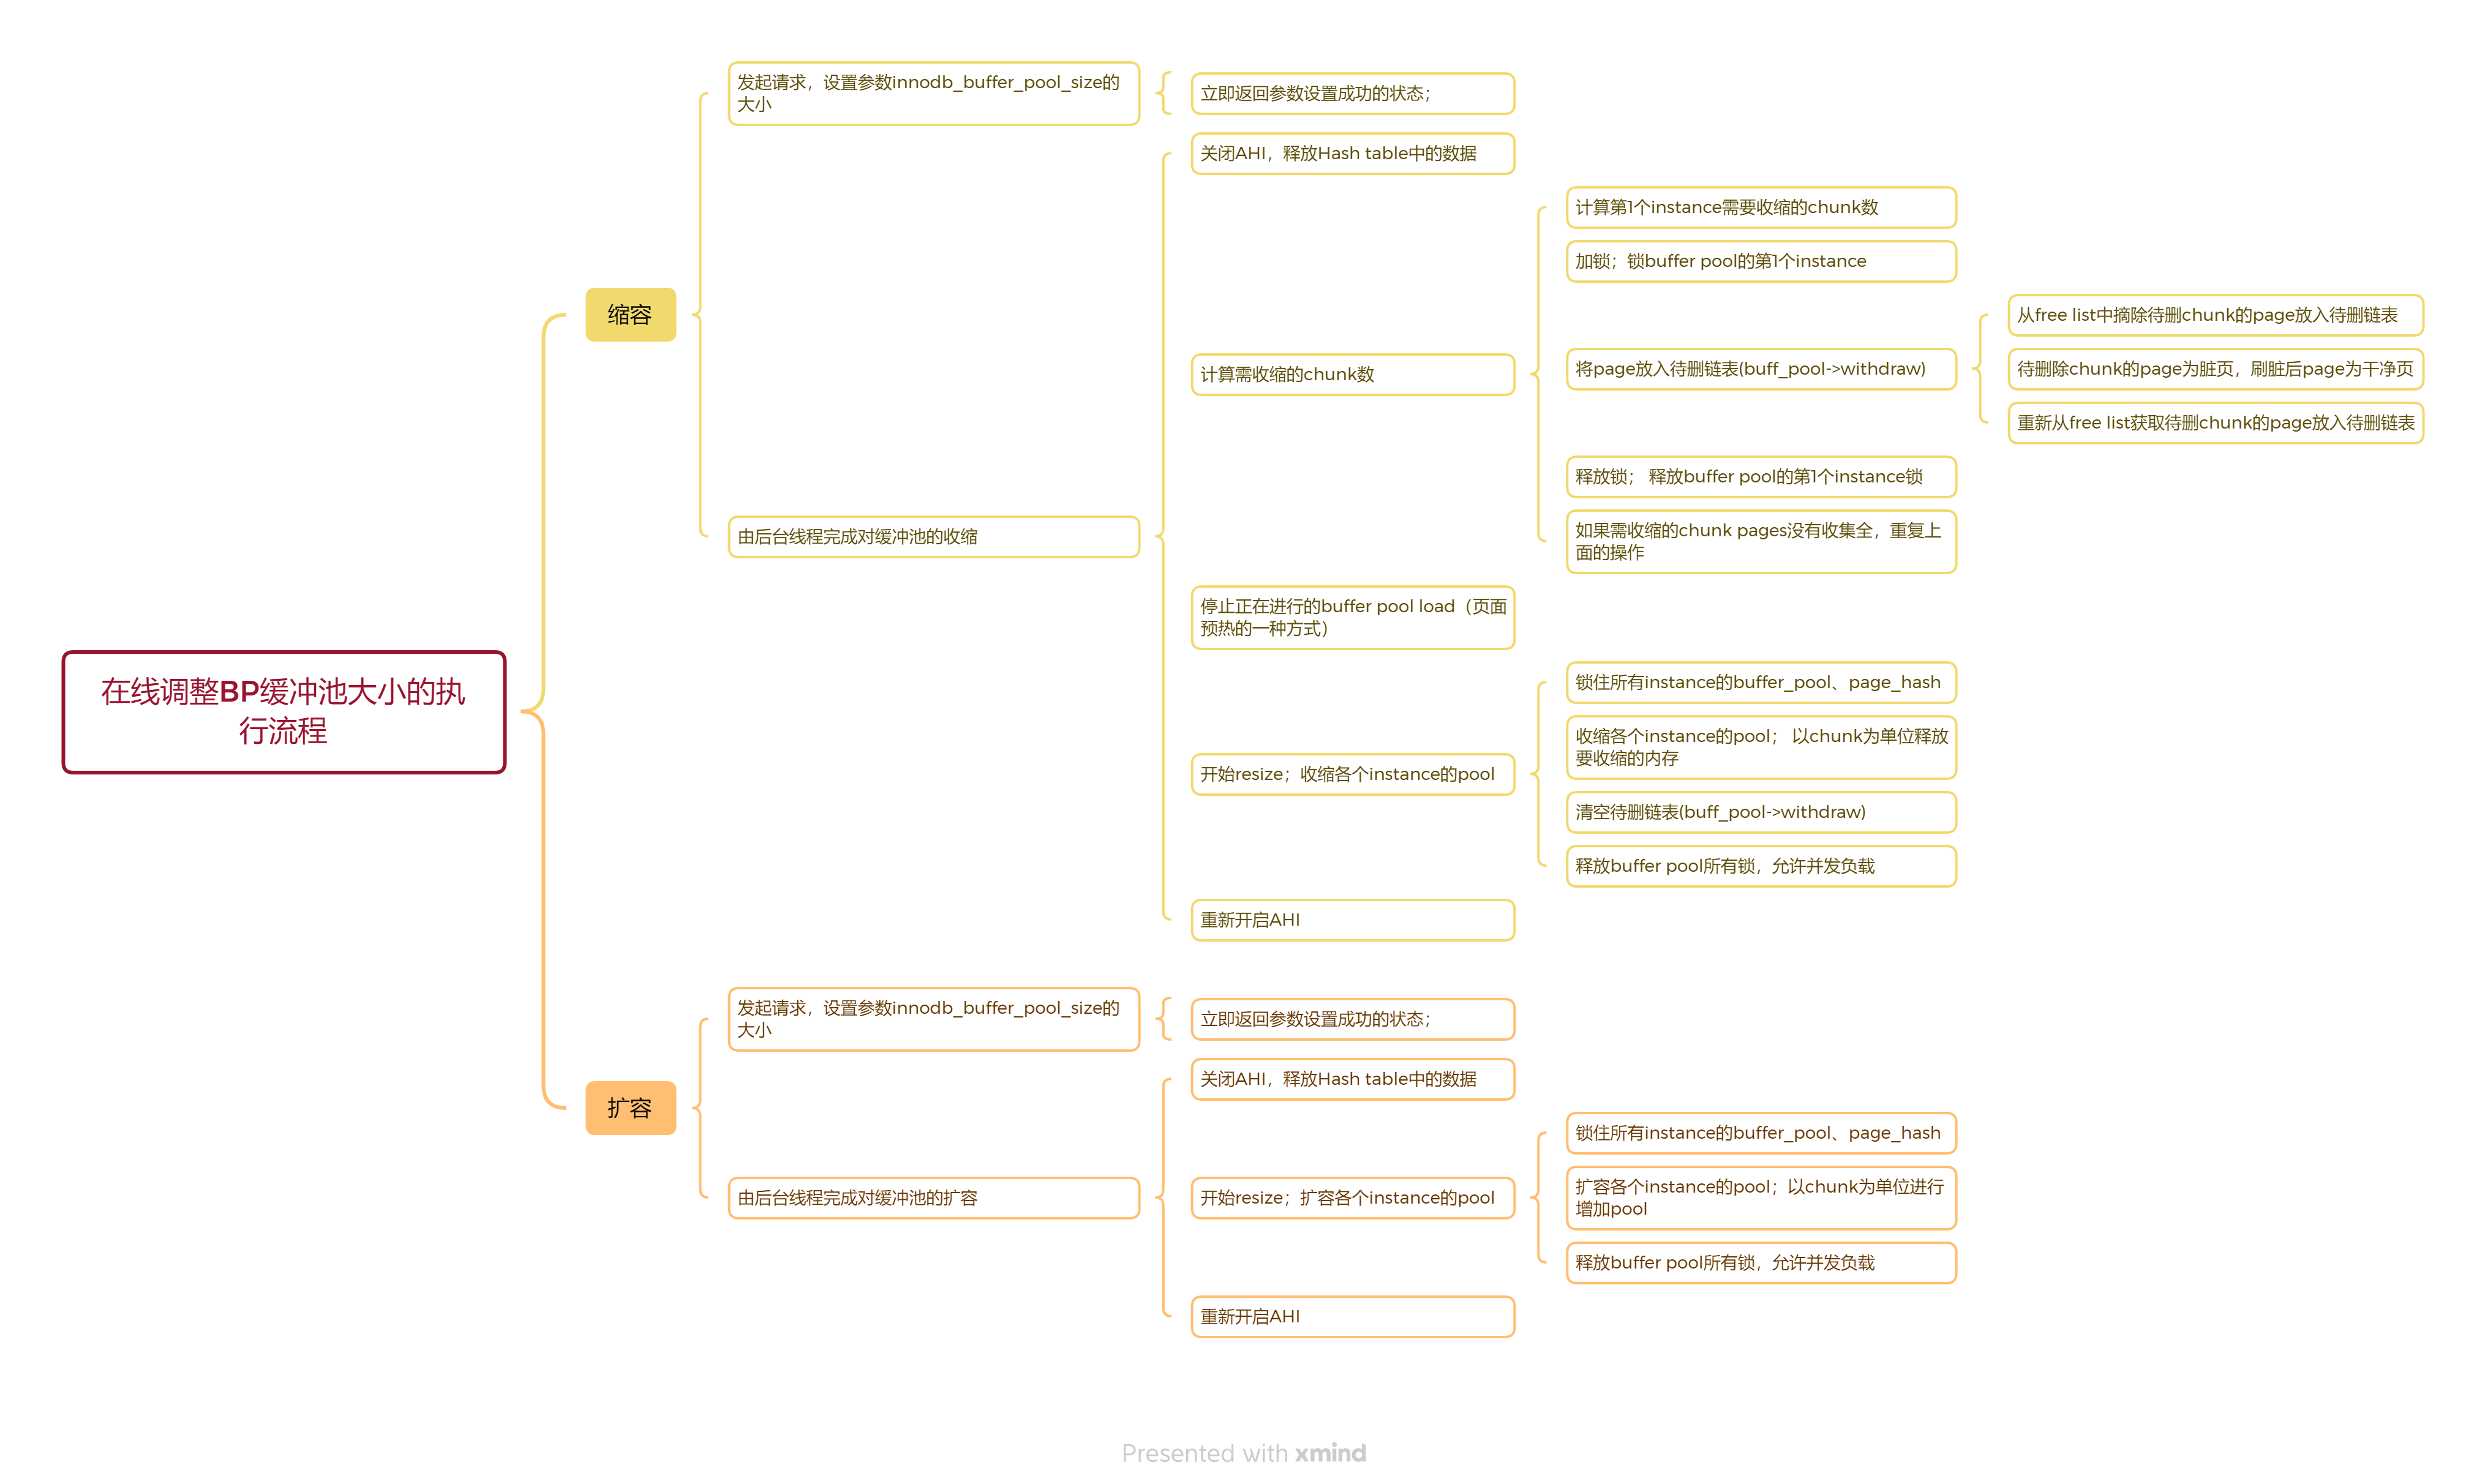 在线调整BP缓冲池大小的执
行流程
缩容
发起请求，设置参数innodb_buffer_pool_size的
大小
立即返回参数设置成功的状态；
由后台线程完成对缓冲池的收缩
关闭AHI，释放Hash table中的数据
计算需收缩的chunk数
计算第1个instance需要收缩的chunk数
加锁；锁buffer pool的第1个instance
将page放入待删链表(buff_pool->withdraw)
从free list中摘除待删chunk的page放入待删链表
待删除chunk的page为脏页，刷脏后page为干净页
重新从free list获取待删chunk的page放入待删链表
释放锁； 释放buffer pool的第1个instance锁
如果需收缩的chunk pages没有收集全，重复上
面的操作
停止正在进行的buffer pool load（页面
预热的一种方式）
开始resize；收缩各个instance的pool
锁住所有instance的buffer_pool、page_hash
收缩各个instance的pool； 以chunk为单位释放
要收缩的内存
清空待删链表(buff_pool->withdraw)
释放buffer pool所有锁，允许并发负载
重新开启AHI
扩容
发起请求，设置参数innodb_buffer_pool_size的
大小
立即返回参数设置成功的状态；
由后台线程完成对缓冲池的扩容
关闭AHI，释放Hash table中的数据
开始resize；扩容各个instance的pool
锁住所有instance的buffer_pool、page_hash
扩容各个instance的pool；以chunk为单位进行
增加pool
释放buffer pool所有锁，允许并发负载
重新开启AHI
Presented with xmind